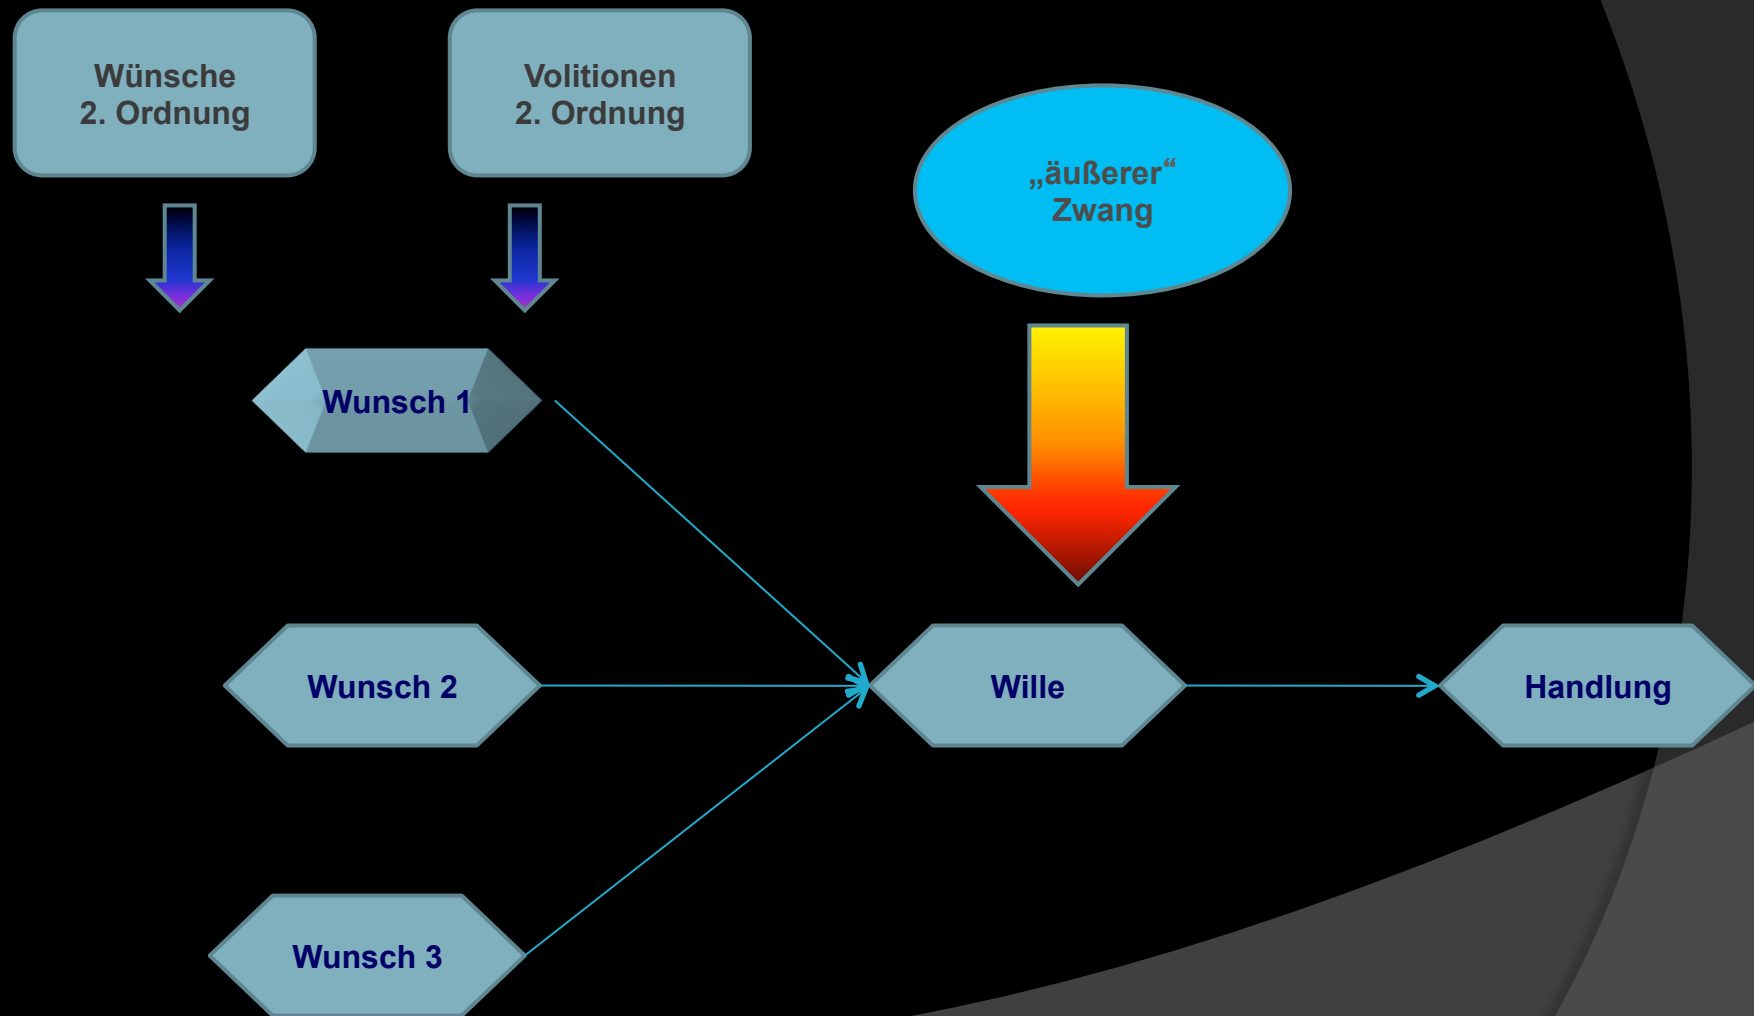 Wünsche
2. Ordnung
Volitionen
2. Ordnung
„äußerer“
Zwang
Wunsch 1
Wunsch 2
Wille
Handlung
Wunsch 3